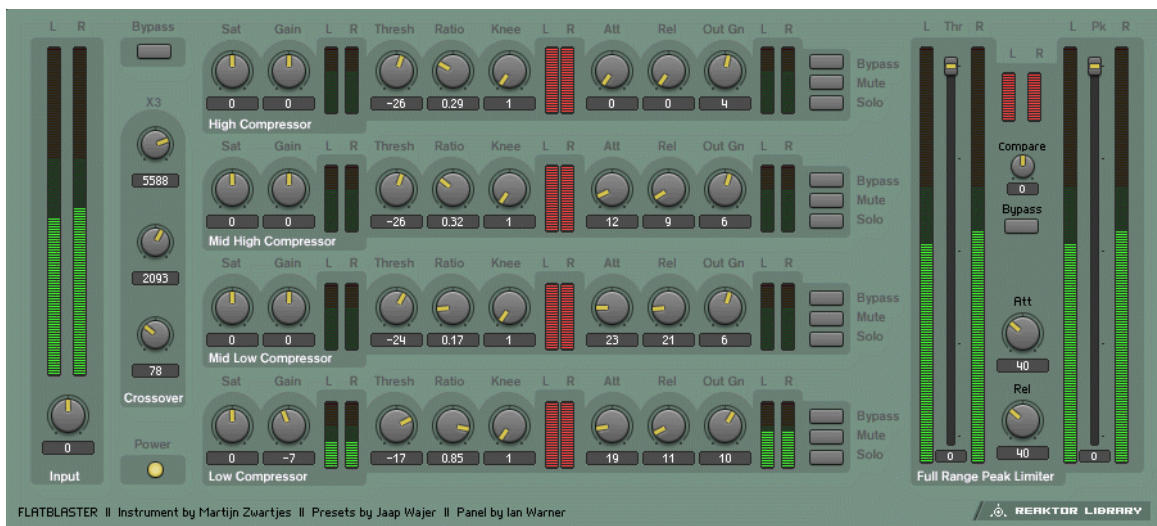 L R Bypass Sat Gain L R Thresh Ratio Knee L R Att Rel Out Gn L R L Thr R L Pk R
Bypass
Mute
Solo
L R
X3
0 0 -26 0.29 1 0 0 4
High Compressor
Compare
0
Bypass
5588
Sat Gain L R Thresh Ratio Knee L R Att Rel Out Gn L R
Bypass
Mute
Solo
0 0 -26 0.32 1 12 9 6
Mid High Compressor
2093
Sat Gain L R Thresh Ratio Knee L R Att Rel Out Gn L R
Bypass
Mute
Solo
0 0 -24 0.17 1 23 21 6
Mid Low Compressor
78
Crossover
Att
40
Rel
40
Sat Gain L R Thresh Ratio Knee L R Att Rel Out Gn L R
Bypass
Mute
Solo
0 -7 -17 0.85 1 19 11 10
Low Compressor
0
Input
Power
0 0
Full Range Peak Limiter
FLATBLASTER II Instrument by Martijn Zwartjes II Presets by Jaap Wajer II Panel by Ian Warner
REAKTOR LIBRARY